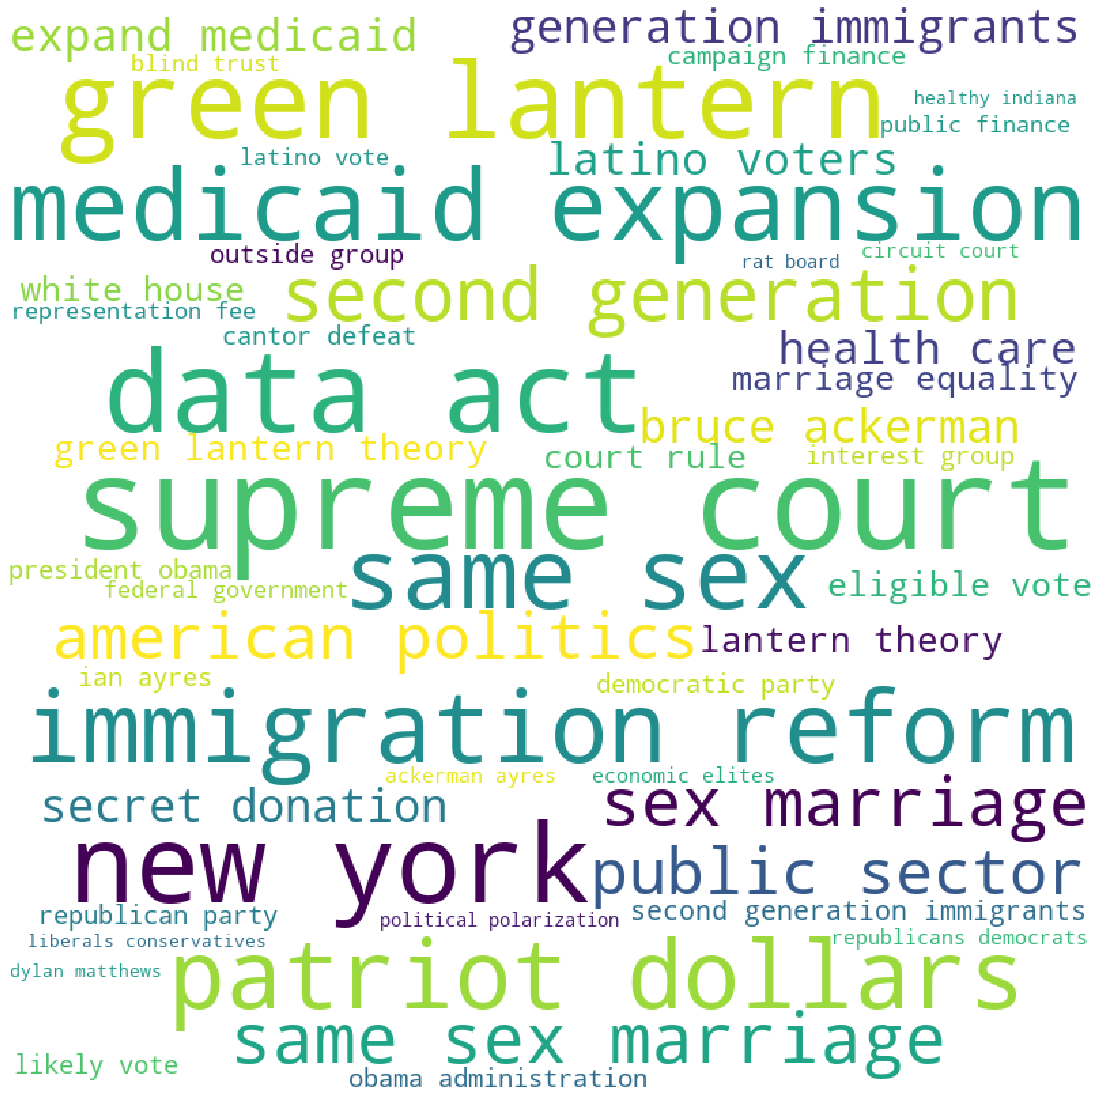 expand medicaid
generation immigrants
blind trust
campaign finance
green lantern
healthy indiana
public finance
latino vote
latino voters
medicaid expansion
outside group
rat board
circuit court
white house
second generation
representation fee
cantor defeat
health care
data act
marriage equality
bruce ackerman
green lantern theory
court rule
interest group
supreme court
president obama
federal government
same sex
eligible vote
american politics
lantern theory
ian ayres
democratic party
immigration reform
ackerman ayres
economic elites
secret donation
sex marriage
new york
public sector
republican party
political polarization
second generation immigrants
liberals conservatives
republicans democrats
dylan matthews
patriot dollars
same sex marriage
likely vote
obama administration